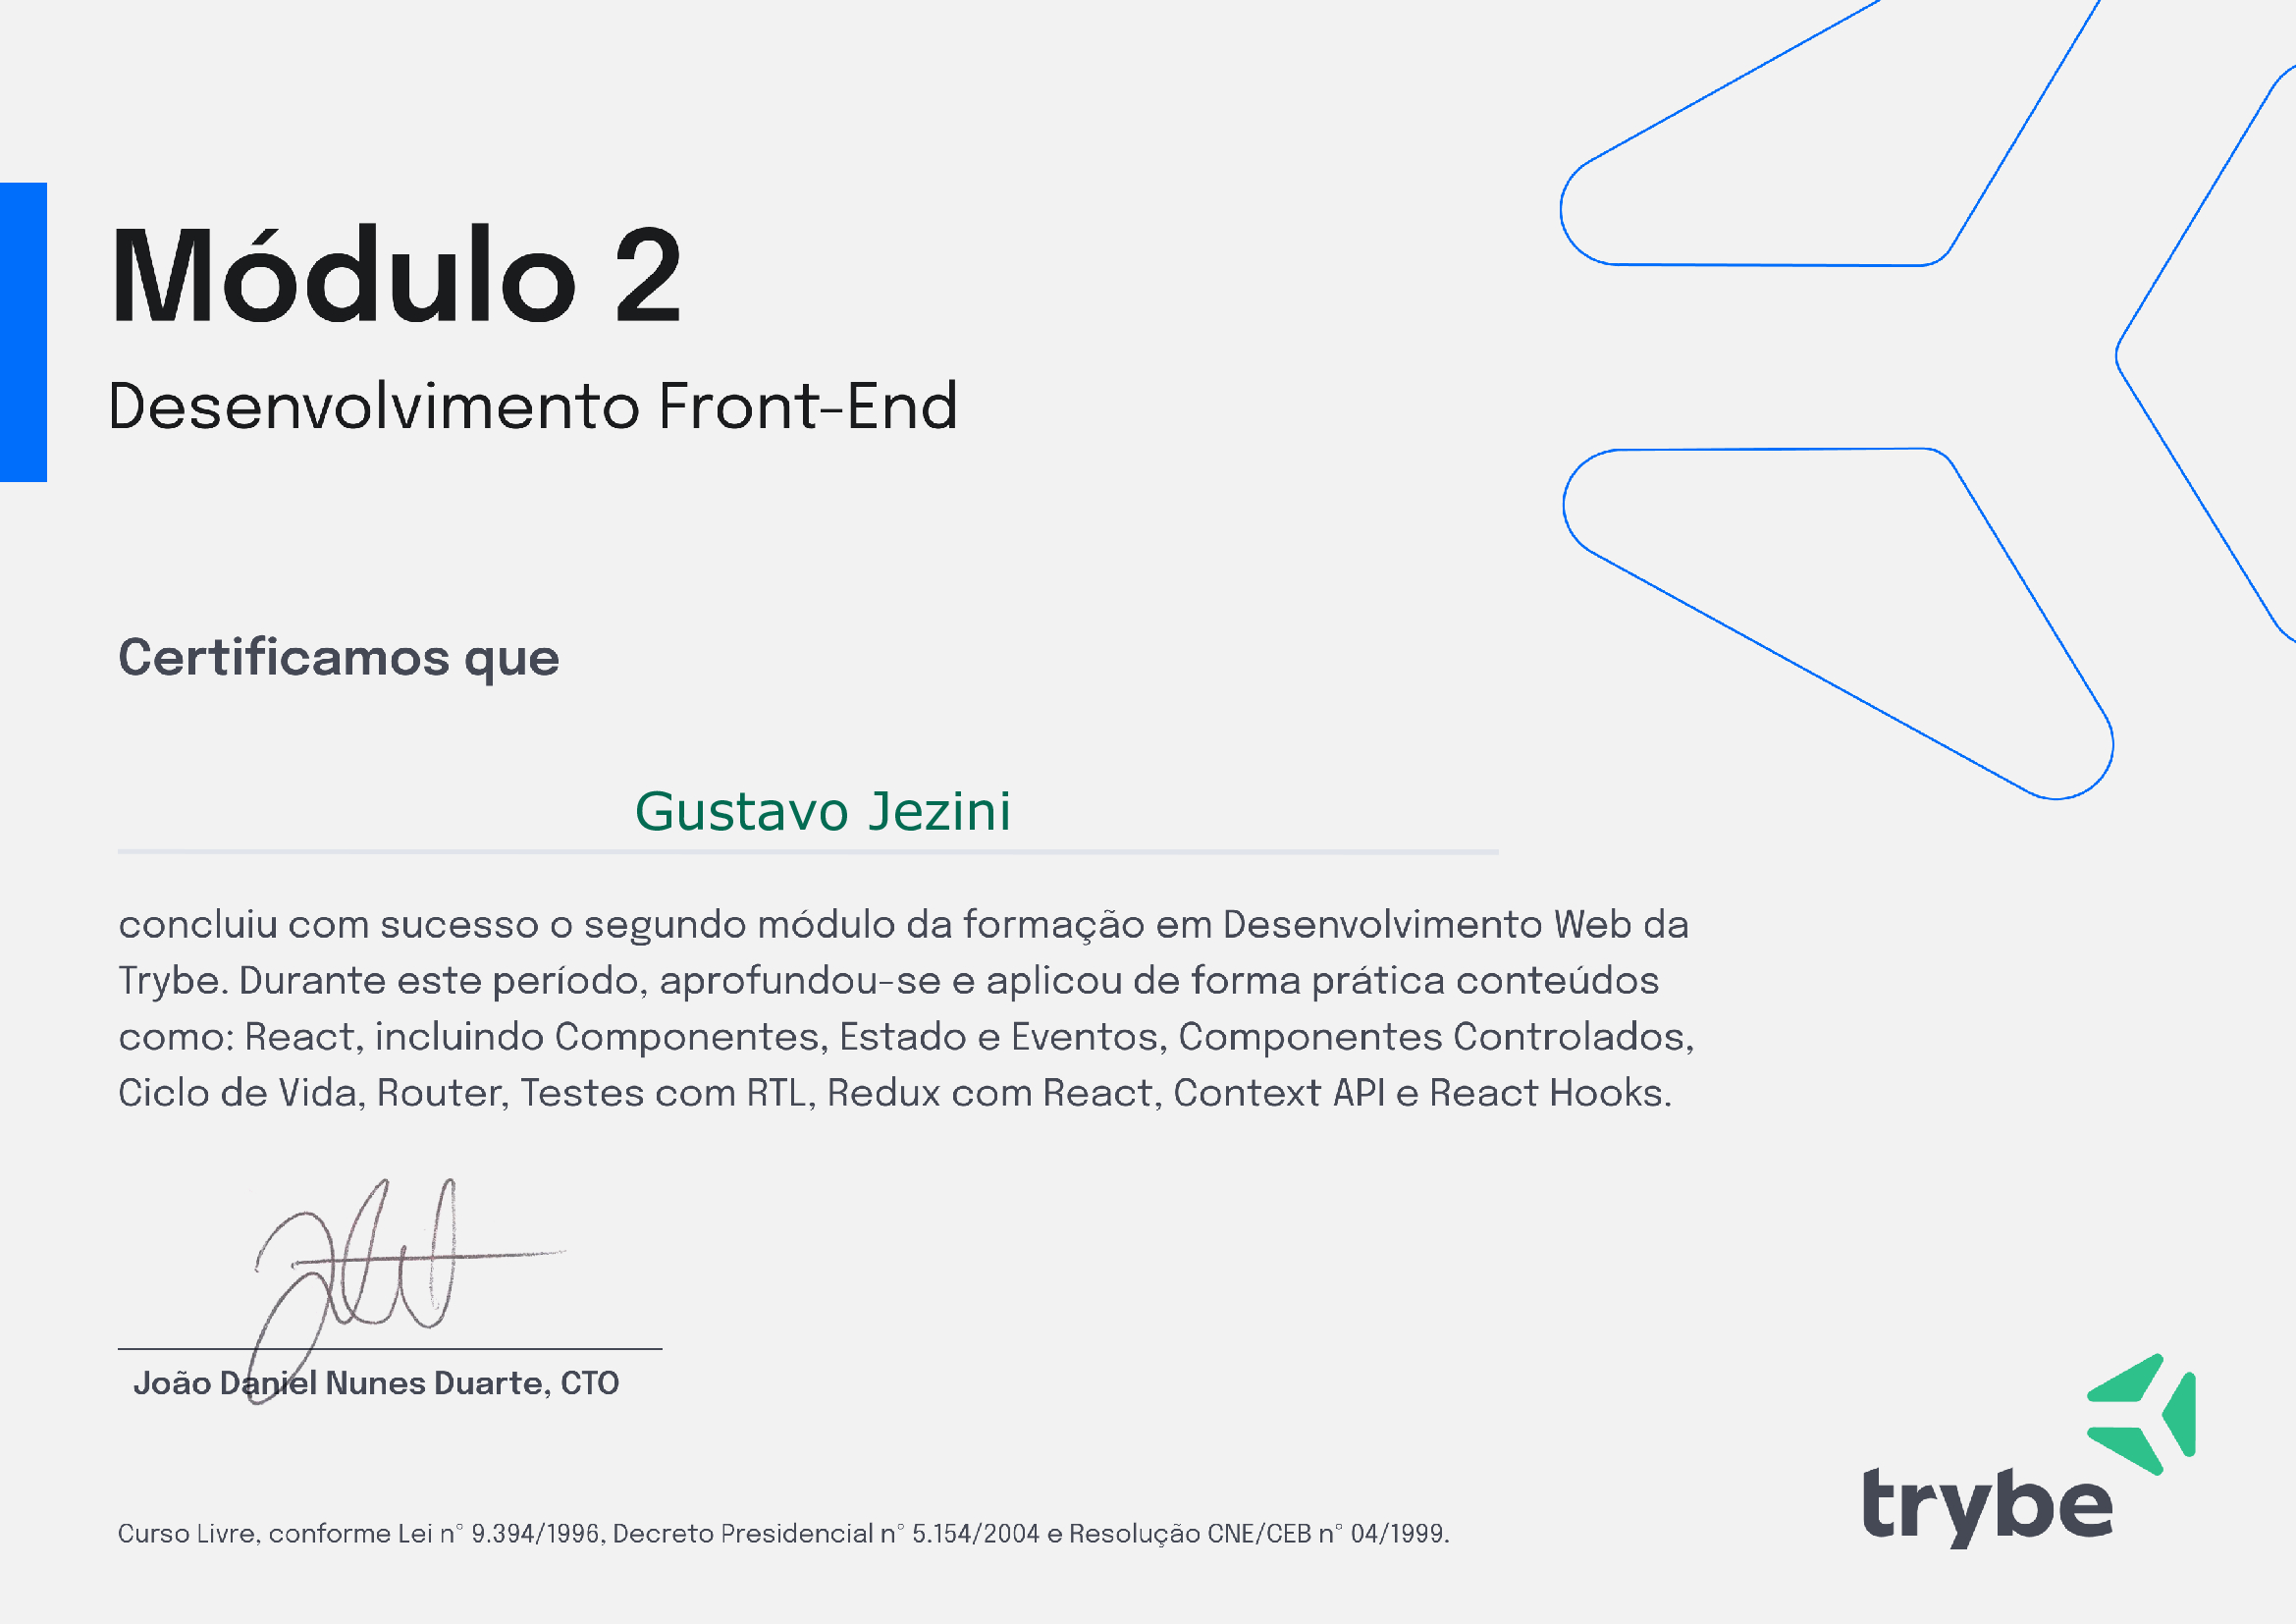 Módulo 2
Desenvolvimento Front-End
Certificamos que
Gustavo Jezini
concluiu com sucesso o segundo módulo da formação em Desenvolvimento Web da
Trybe. Durante este período, aprofundou-se e aplicou de forma prática conteúdos
como: React, incluindo Componentes, Estado e Eventos, Componentes Controlados,
Ciclo de Vida, Router, Testes com RTL, Redux com React, Context API e React Hooks.
João Daniel Nunes Duarte, CTO
trybe
Curso Livre, conforme Lei n° 9.394/1996, Decreto Presidencial n° 5.154/2004 e Resolução CNE/CEB n° 04/1999.